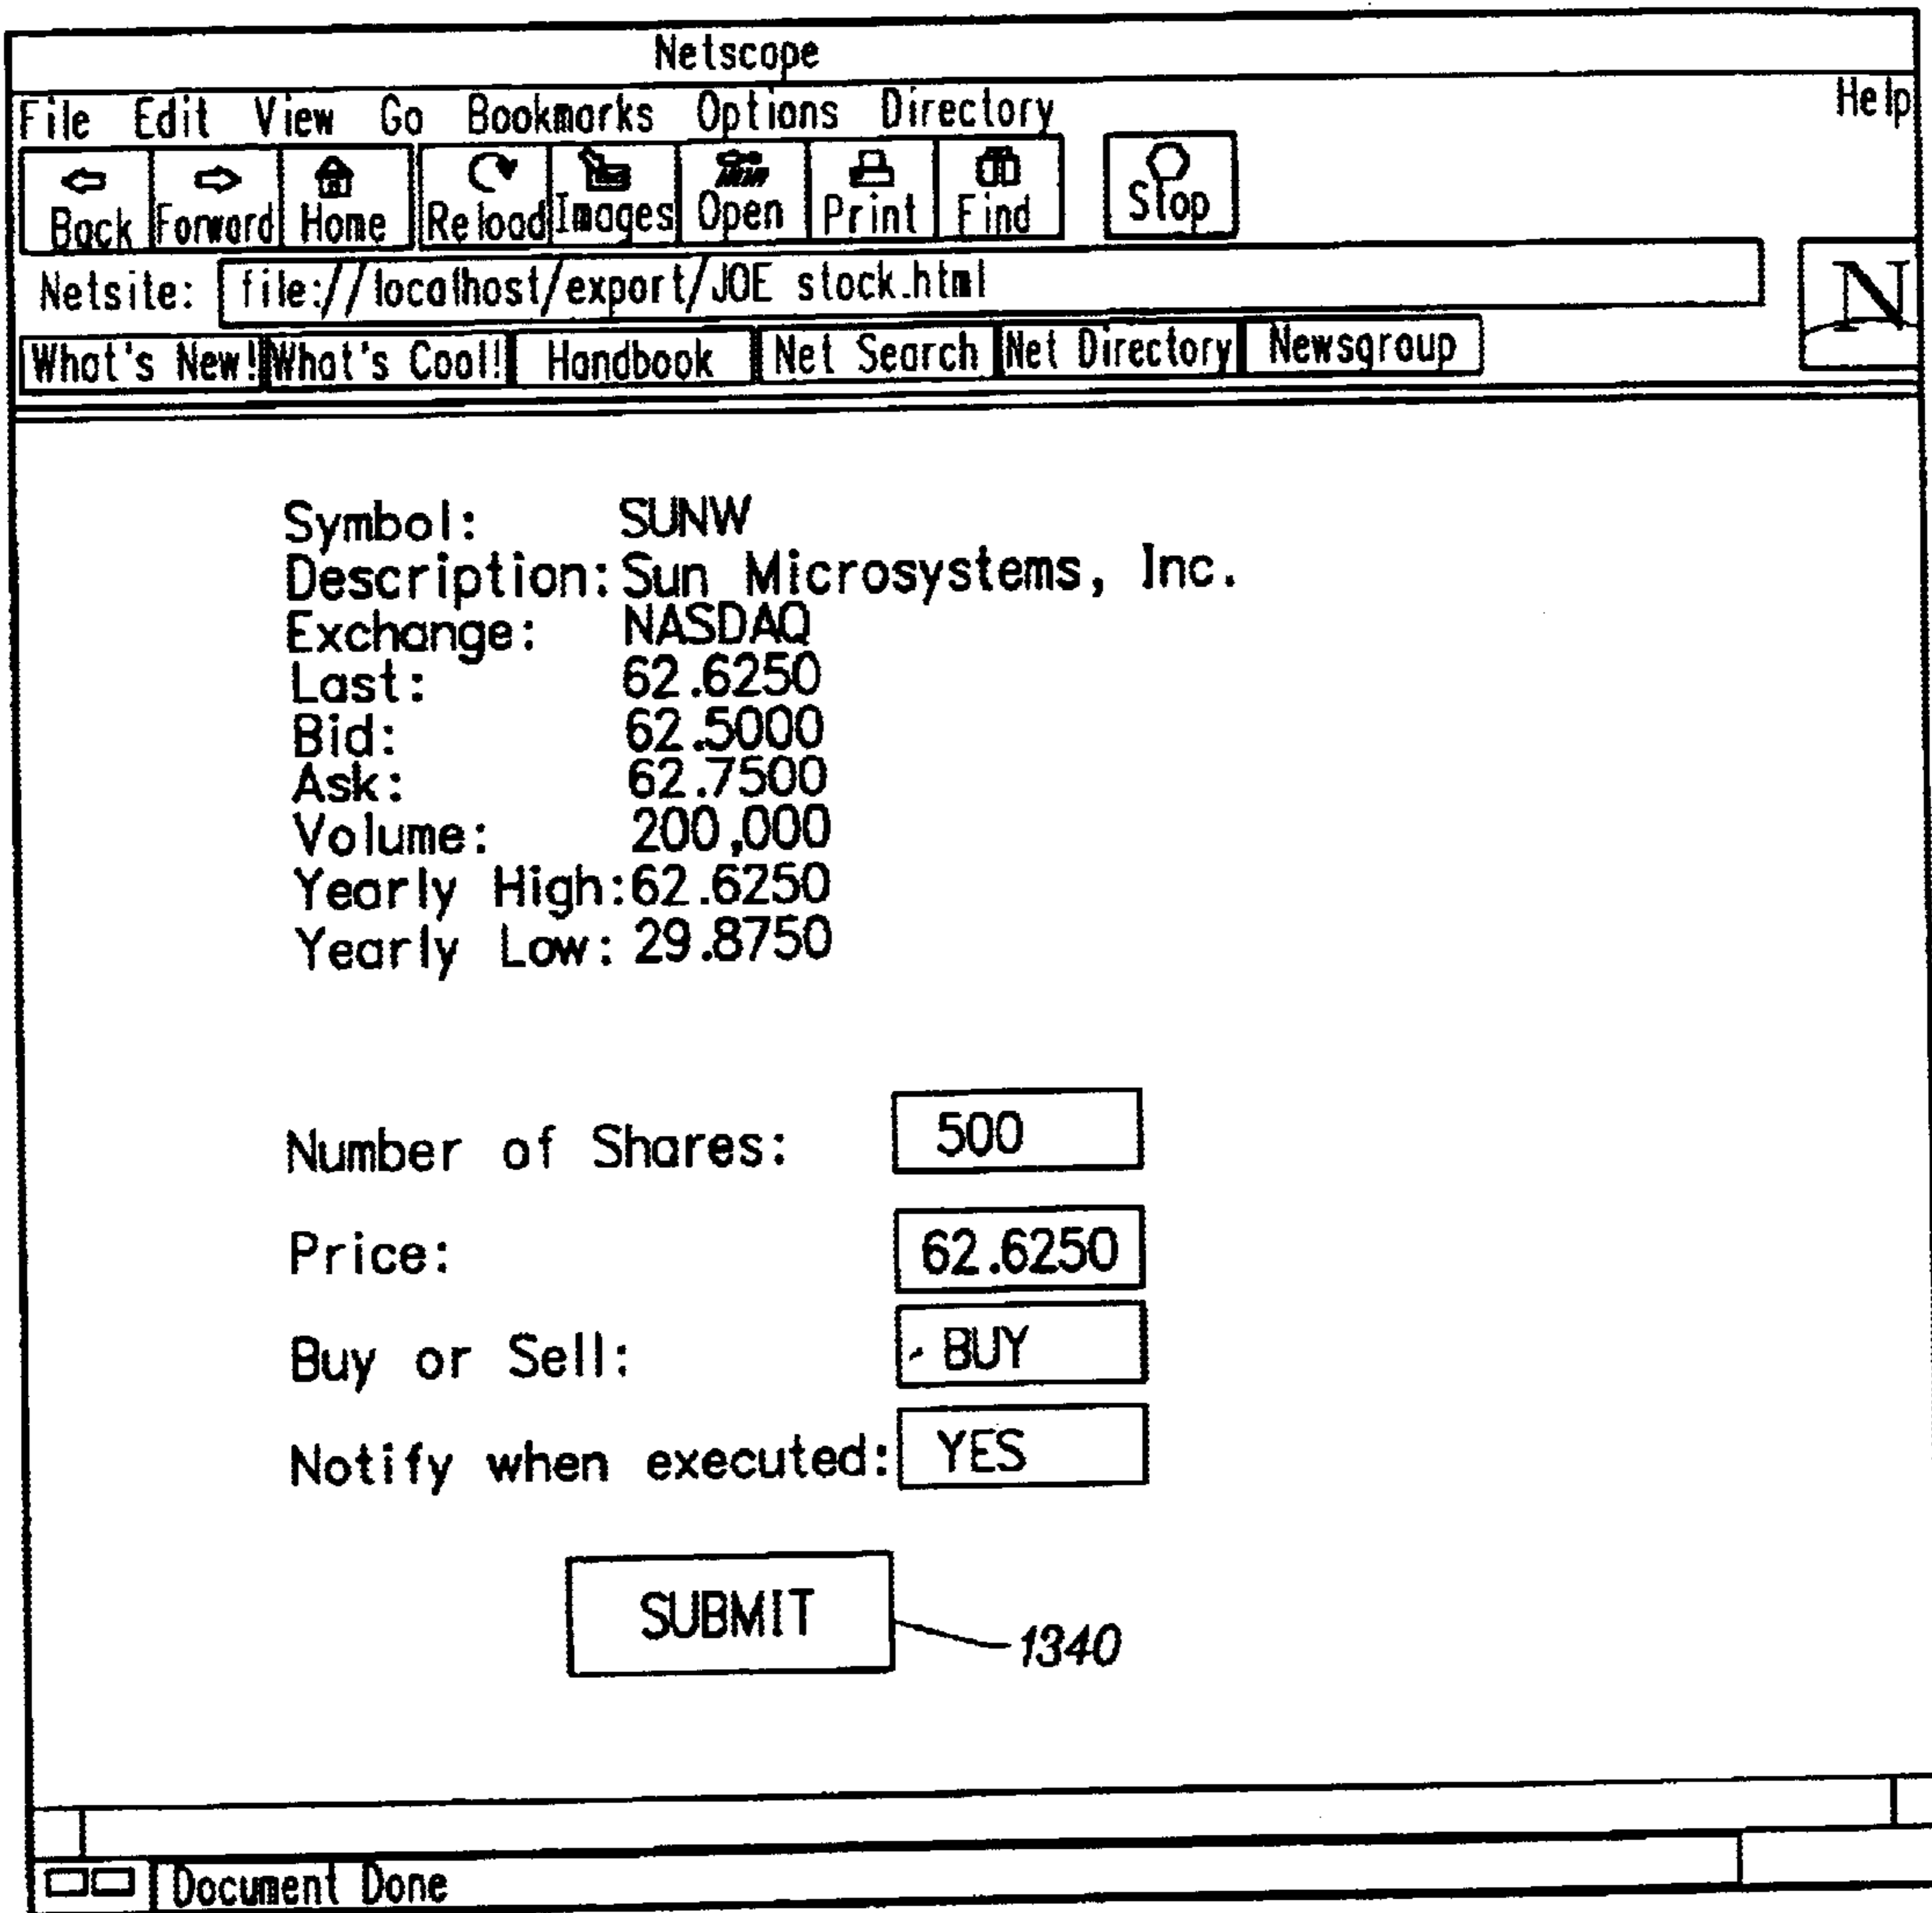 Netscape
File Edit View Go Bookmarks Options Directory Help
Back Forward Home Reload Images Open Print Find Stop
Netsite: file://localhost/export/JOE stock.html
N
What's New! What's Cool! Handbook Net Search Net Directory Newsgroup
Symbol: SUNW
Description: Sun Microsystems, Inc.
Exchange: NASDAQ
Last: 62.6250
Bid: 62.5000
Ask: 62.7500
Volume: 200,000
Yearly High: 62.6250
Yearly Low: 29.8750
Number of Shares: 500
Price: 62.6250
Buy or Sell: BUY
Notify when executed: YES
SUBMIT
1340
Document Done